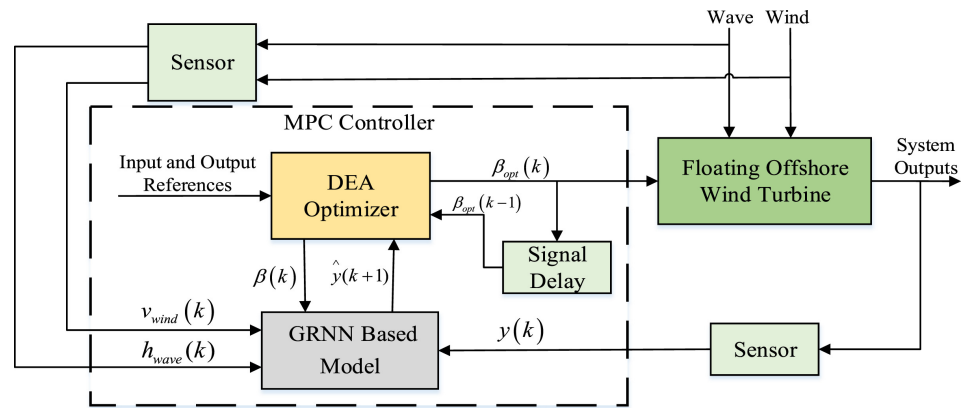 Wave Wind
Sensor
MPC Controller
Input and Output
References
DEA
Optimizer
β_opt(k)
β_opt(k−1)
Floating Offshore
Wind Turbine
System
Outputs
Signal
Delay
β(k)
ŷ(k+1)
v_wind(k)
h_wave(k)
GRNN Based
Model
y(k)
Sensor